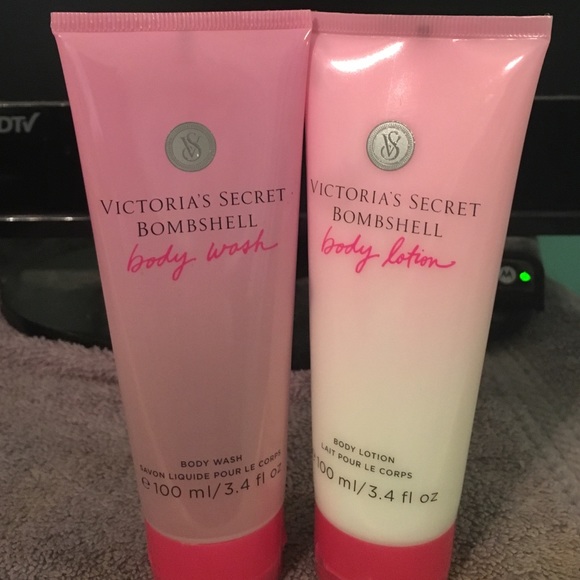 DTV
VS
VICTORIA'S SECRET
BOMBSHELL
body wash
BODY WASH
SAVON LIQUIDE POUR LE CORPS
e 100 ml/3.4 fl oz
VS
VICTORIA'S SECRET
BOMBSHELL
body lotion
BODY LOTION
LAIT POUR LE CORPS
e 100 ml/3.4 fl oz